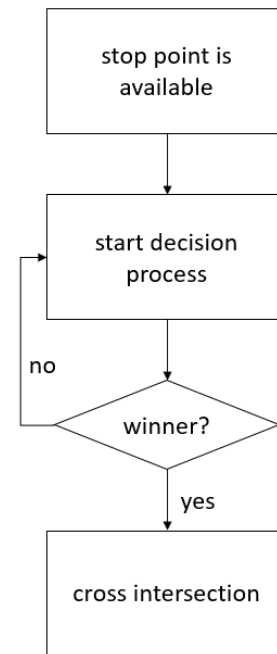 stop point is
available
start decision
process
no
winner?
yes
cross intersection